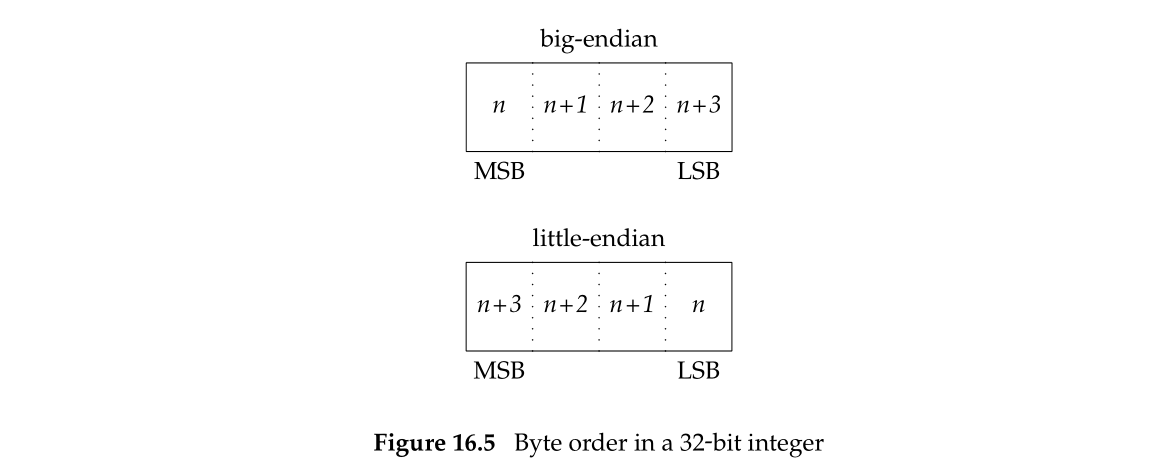 big-endian
n n+1 n+2 n+3
MSB LSB
little-endian
n+3 n+2 n+1 n
MSB LSB
Figure 16.5 Byte order in a 32-bit integer